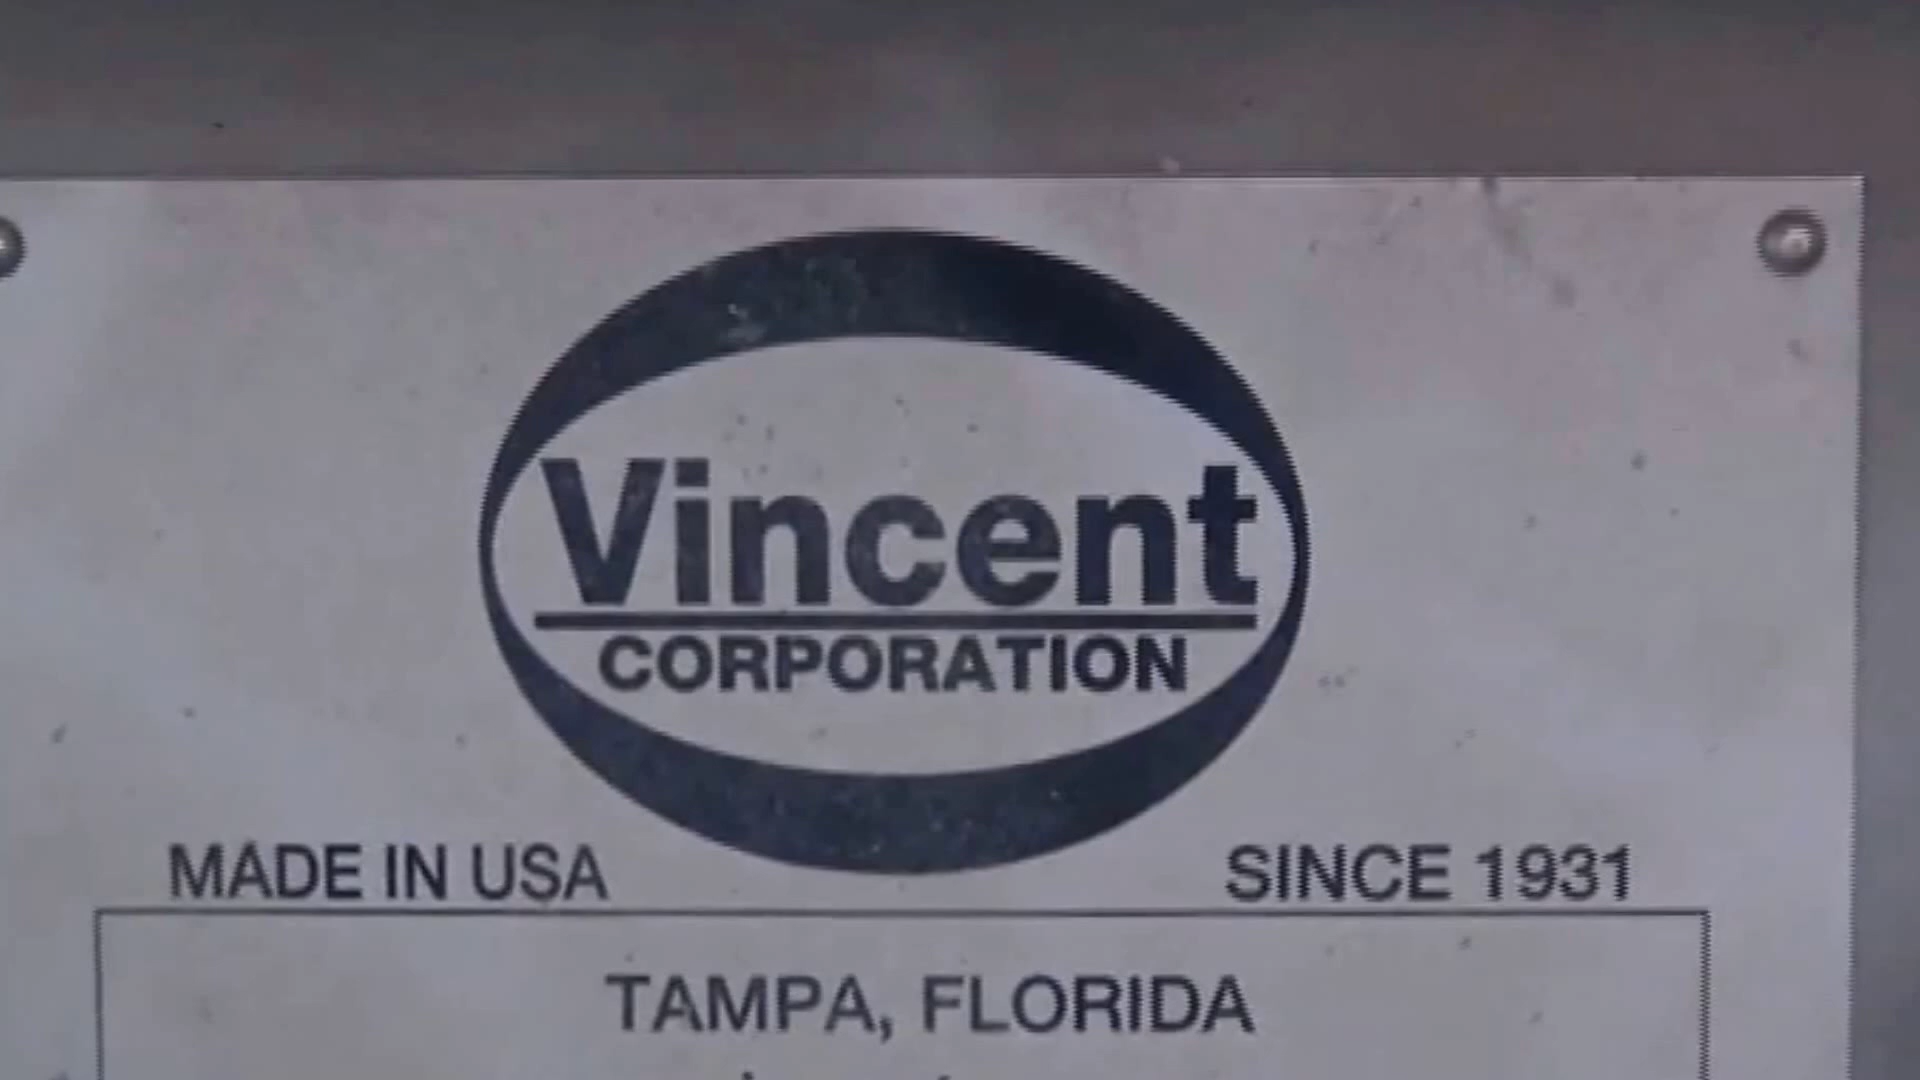 Vincent
CORPORATION
MADE IN USA
SINCE 1931
TAMPA, FLORIDA